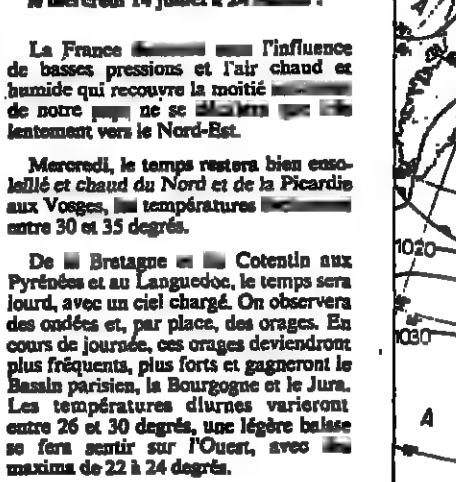 le mercredi 14 juillet à 24
La France l'influence
de basses pressions et l'air chaud et
humide qui recouvre la moitié
de notre ne se
lentement vers le Nord-Est.
Mercredi, le temps restera bien enso-
leillé et chaud du Nord et de la Picardie
aux Vosges, températures
entre 30 et 35 degrés.
De Bretagne Cotentin aux
Pyrénées et au Languedoc, le temps sera
lourd, avec un ciel chargé. On observera
des ondées et, par place, des orages. En
cours de journée, ces orages deviendront
plus fréquents, plus forts et gagneront le
Bassin parisien, la Bourgogne et le Jura.
Les températures diurnes varieront
entre 26 et 30 degrés, une légère baisse
se fera sentir sur l'Ouest, avec
maxima de 22 à 24 degrés.
A
1020
1030
A